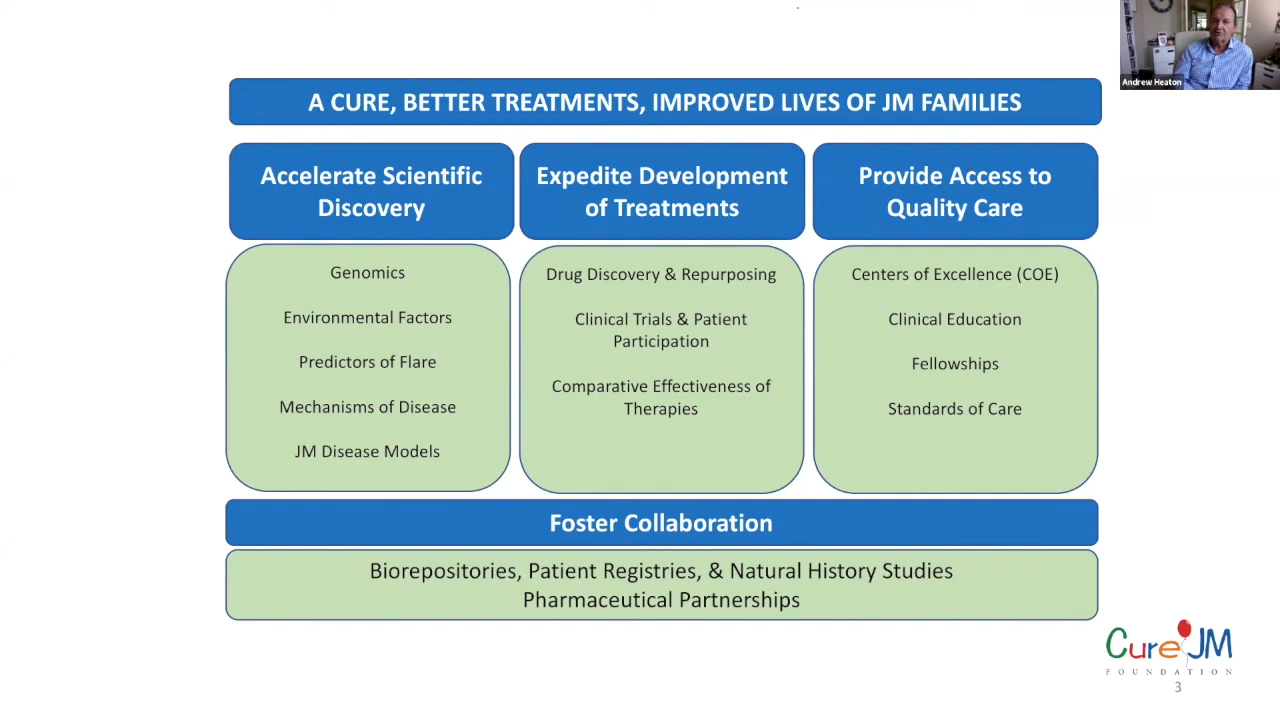 Andrew Heaton
A CURE, BETTER TREATMENTS, IMPROVED LIVES OF JM FAMILIES
Accelerate Scientific
Discovery
Genomics
Environmental Factors
Predictors of Flare
Mechanisms of Disease
JM Disease Models
Expedite Development
of Treatments
Drug Discovery & Repurposing
Clinical Trials & Patient
Participation
Comparative Effectiveness of
Therapies
Provide Access to
Quality Care
Centers of Excellence (COE)
Clinical Education
Fellowships
Standards of Care
Foster Collaboration
Biorepositories, Patient Registries, & Natural History Studies
Pharmaceutical Partnerships
Cure JM
FOUNDATION
3